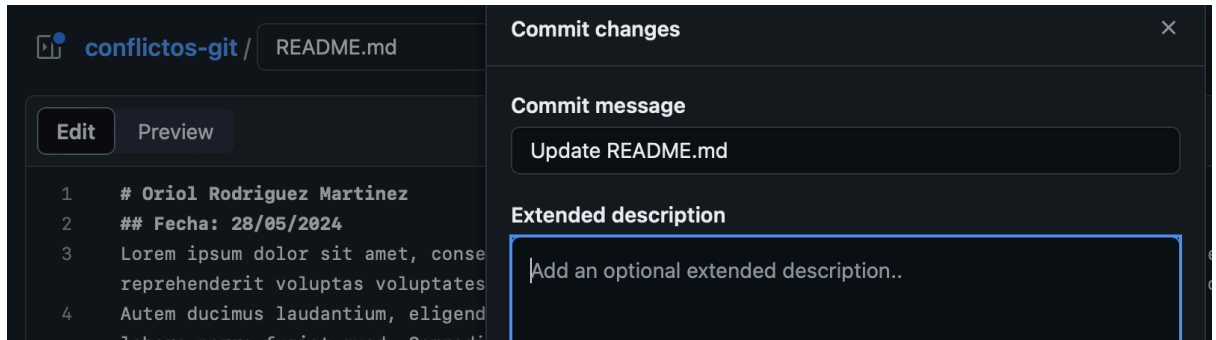 conflictos-git / README.md
Edit Preview
1 # Oriol Rodriguez Martinez
2 ## Fecha: 28/05/2024
3 Lorem ipsum dolor sit amet, conse
reprehenderit voluptas voluptates
4 Autem ducimus laudantium, eligend
Commit changes
Commit message
Update README.md
Extended description
Add an optional extended description..